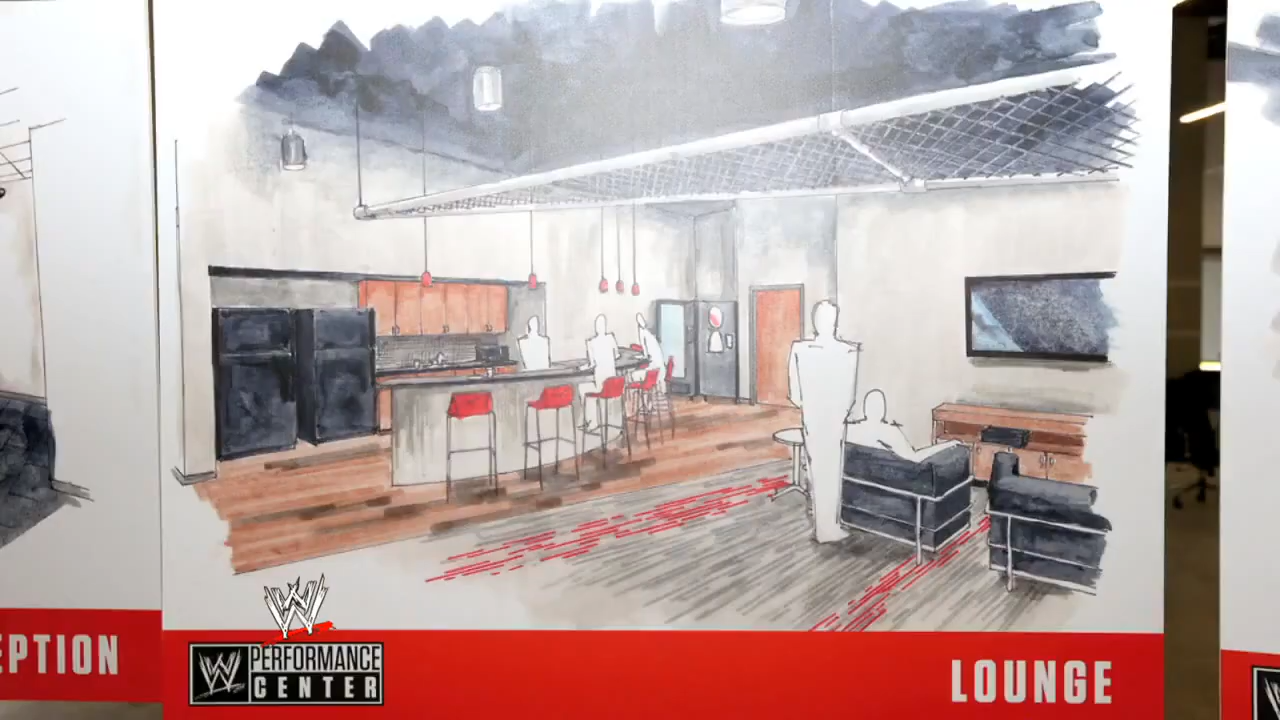 EPTION
W
PERFORMANCE
CENTER
LOUNGE
W